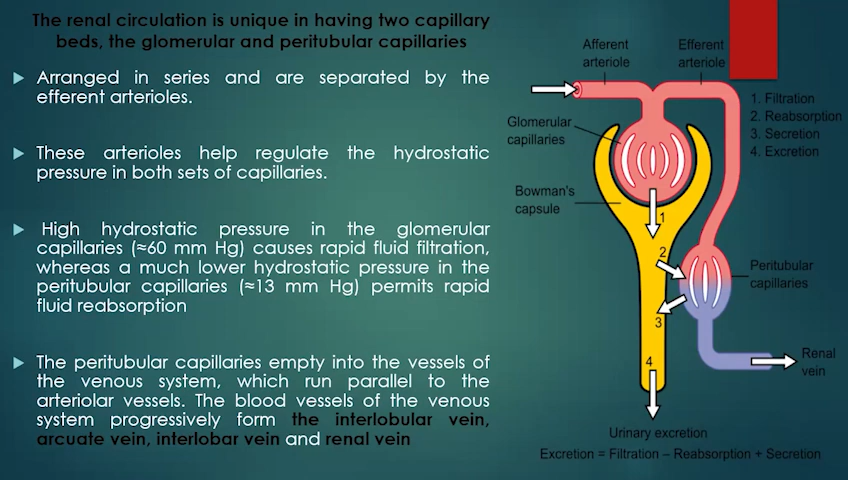 The renal circulation is unique in having two capillary
beds, the glomerular and peritubular capillaries
Arranged in series and are separated by the
efferent arterioles.
These arterioles help regulate the hydrostatic
pressure in both sets of capillaries.
High hydrostatic pressure in the glomerular
capillaries (≈60 mm Hg) causes rapid fluid filtration,
whereas a much lower hydrostatic pressure in the
peritubular capillaries (≈13 mm Hg) permits rapid
fluid reabsorption
The peritubular capillaries empty into the vessels of
the venous system, which run parallel to the
arteriolar vessels. The blood vessels of the venous
system progressively form the interlobular vein,
arcuate vein, interlobar vein and renal vein
Afferent
arteriole
Efferent
arteriole
1. Filtration
2. Reabsorption
3. Secretion
4. Excretion
Glomerular
capillaries
Bowman's
capsule
1
2
3
4
Peritubular
capillaries
Renal
vein
Urinary excretion
Excretion = Filtration – Reabsorption + Secretion